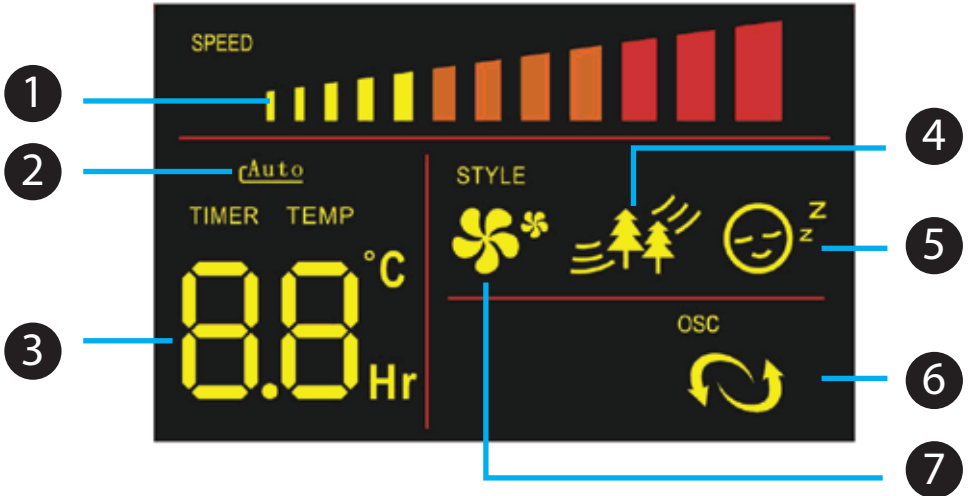 SPEED
1
2
Auto
STYLE
4
TIMER TEMP
z
z
5
8.8 °C
Hr
3
OSC
6
7